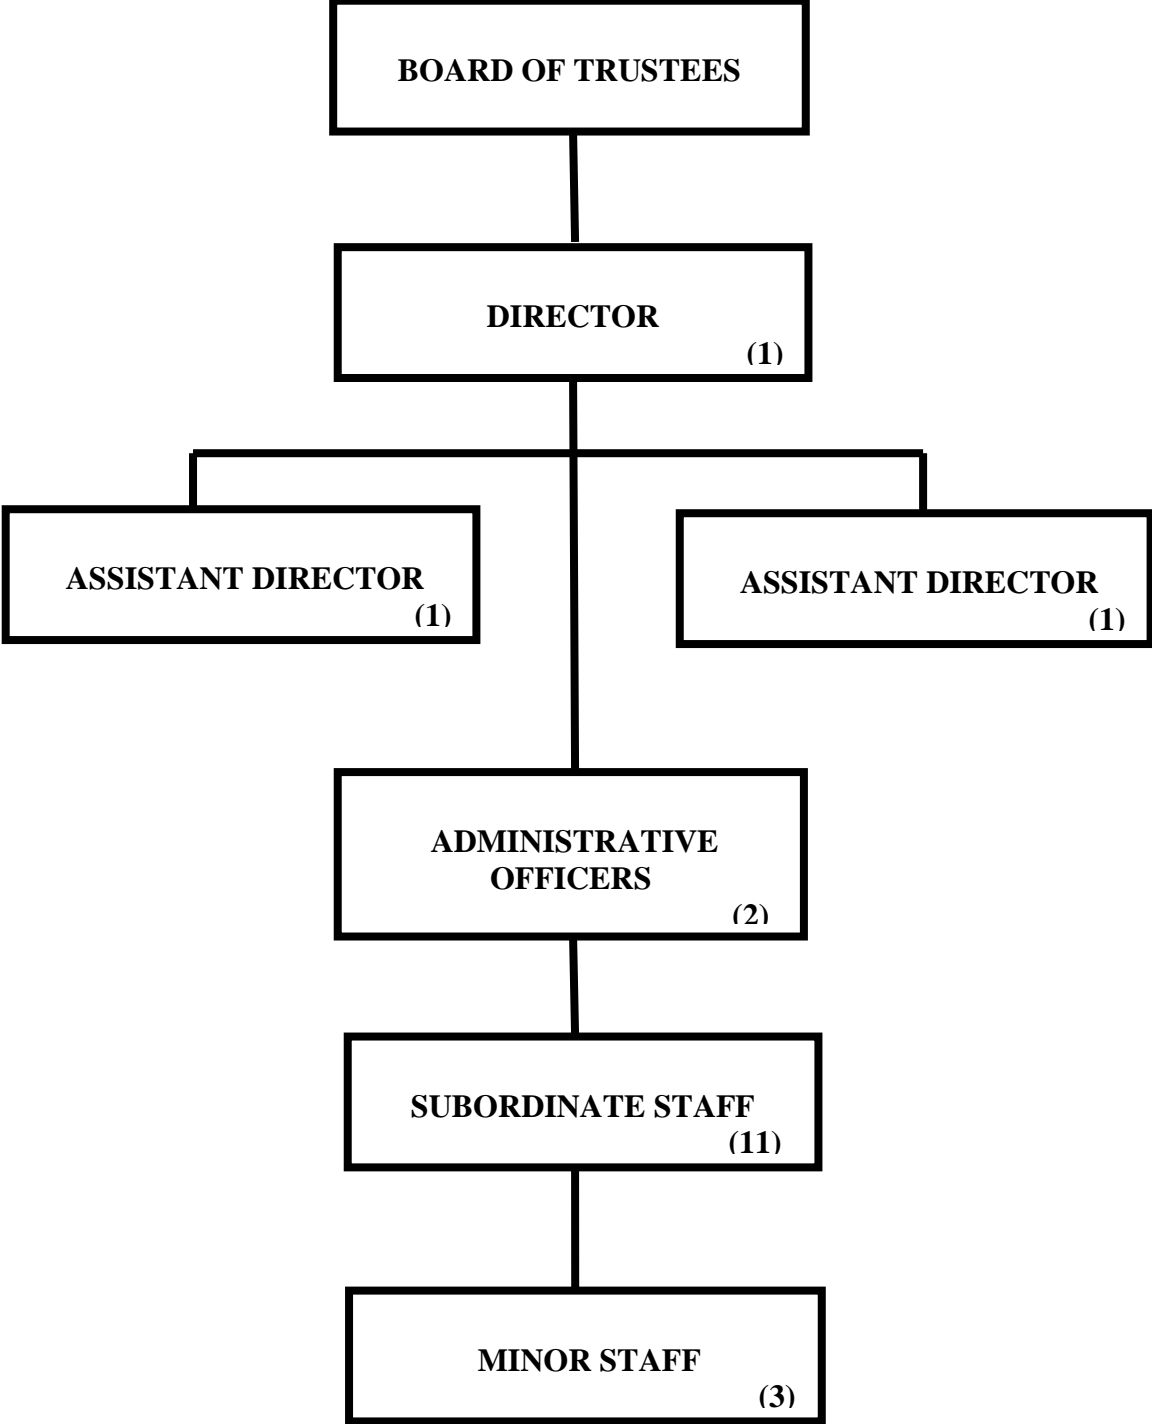 BOARD OF TRUSTEES
DIRECTOR
(1)
ASSISTANT DIRECTOR
(1)
ASSISTANT DIRECTOR
(1)
ADMINISTRATIVE
OFFICERS
(2)
SUBORDINATE STAFF
(11)
MINOR STAFF
(3)